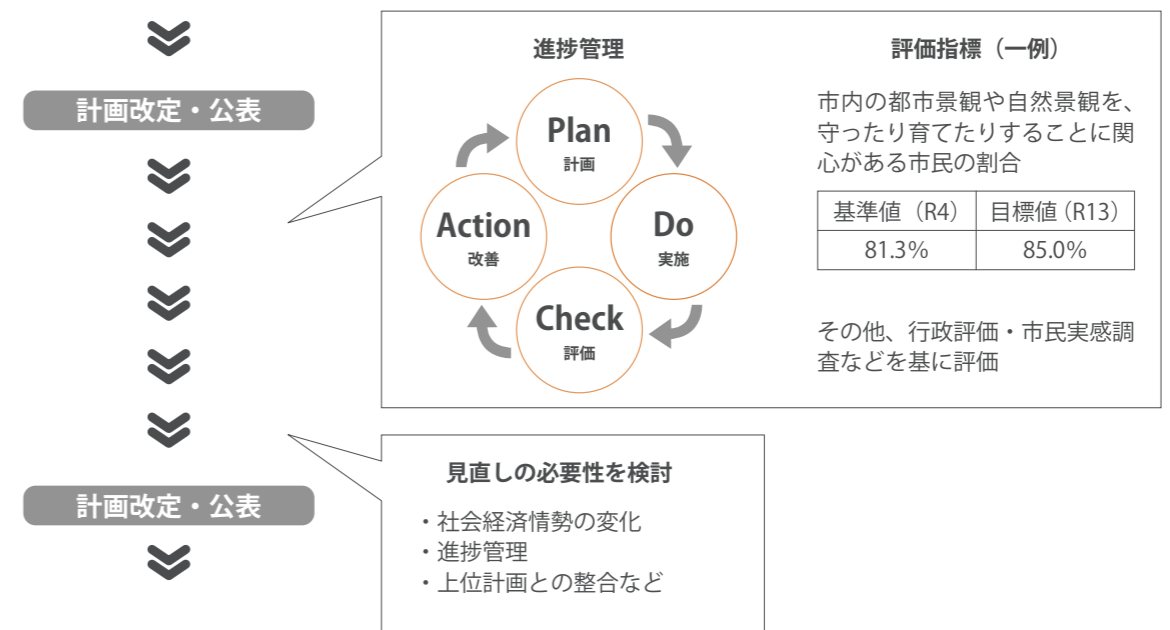 計画改定・公表
進捗管理
Plan
計画
Action
改善
Do
実施
Check
評価
評価指標（一例）
市内の都市景観や自然景観を、
守ったり育てたりすることに関
心がある市民の割合
基準値（R4） 目標値（R13）
81.3% 85.0%
その他、行政評価・市民実感調
査などを基に評価
計画改定・公表
見直しの必要性を検討
・社会経済情勢の変化
・進捗管理
・上位計画との整合など